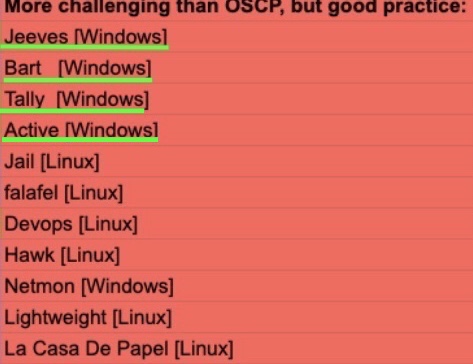 More challenging than OSCP, but good practice:
Jeeves [Windows]
Bart [Windows]
Tally [Windows]
Active [Windows]
Jail [Linux]
falafel [Linux]
Devops [Linux]
Hawk [Linux]
Netmon [Windows]
Lightweight [Linux]
La Casa De Papel [Linux]